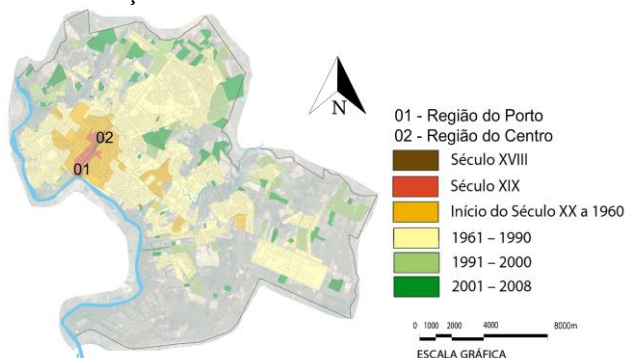 02
01
N
01 - Região do Porto
02 - Região do Centro
Século XVIII
Século XIX
Início do Século XX a 1960
1961 – 1990
1991 – 2000
2001 – 2008
0 1000 2000 4000 8000m
ESCALA GRÁFICA